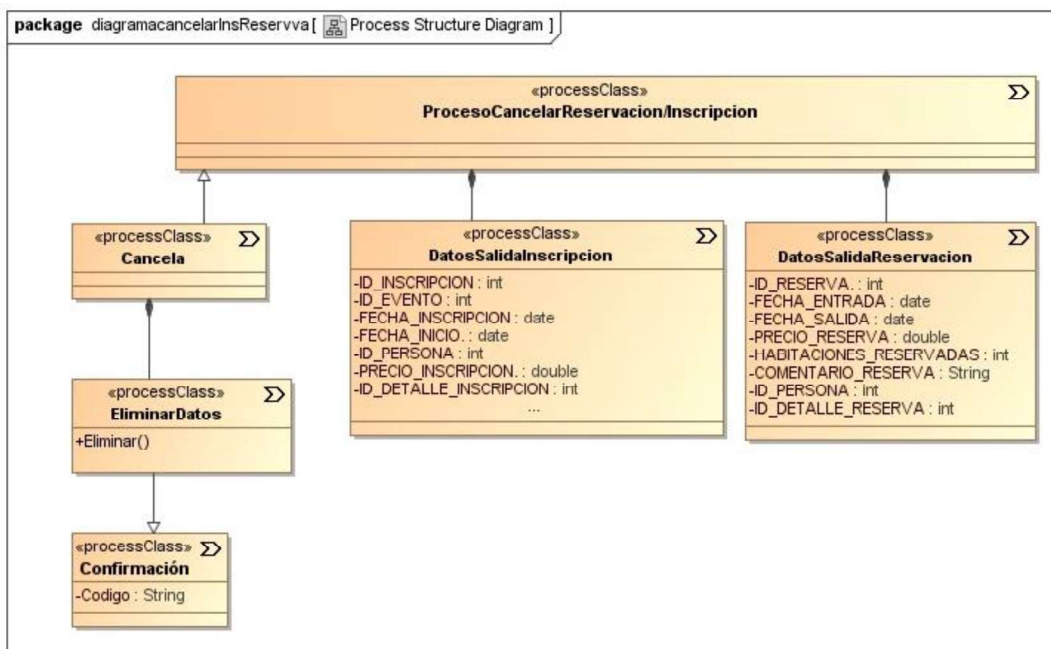 package diagramacancelarInsReservva [ Process Structure Diagram ]
«processClass»
ProcesoCancelarReservacion/Inscripcion
«processClass»
Cancela
«processClass»
DatosSalidaInscripcion
-ID_INSCRIPCION : int
-ID_EVENTO : int
-FECHA_INSCRIPCION : date
-FECHA_INICIO. : date
-ID_PERSONA : int
-PRECIO_INSCRIPCION. : double
-ID_DETALLE_INSCRIPCION : int
...
«processClass»
DatosSalidaReservacion
-ID_RESERVA. : int
-FECHA_ENTRADA : date
-FECHA_SALIDA : date
-PRECIO_RESERVA : double
-HABITACIONES_RESERVADAS : int
-COMENTARIO_RESERVA : String
-ID_PERSONA : int
-ID_DETALLE_RESERVA : int
«processClass»
EliminarDatos
+Eliminar()
«processClass»
Confirmación
-Codigo : String